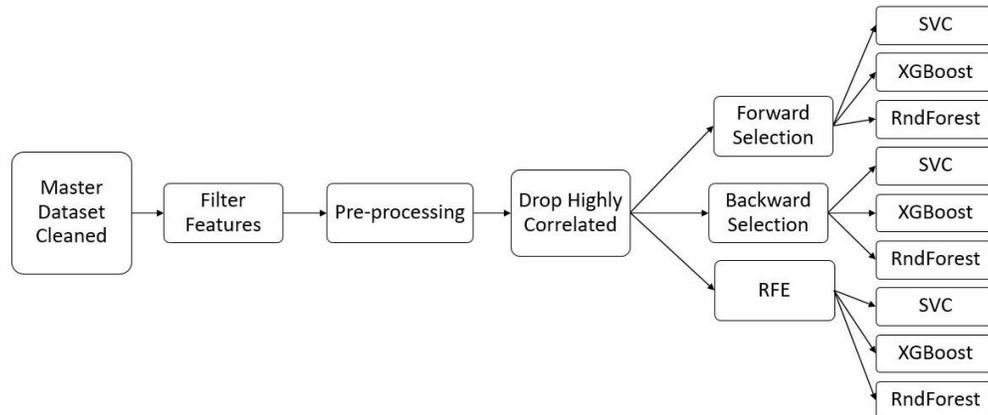 Master
Dataset
Cleaned
Filter
Features
Pre-processing
Drop Highly
Correlated
Forward
Selection
Backward
Selection
RFE
SVC
XGBoost
RndForest
SVC
XGBoost
RndForest
SVC
XGBoost
RndForest